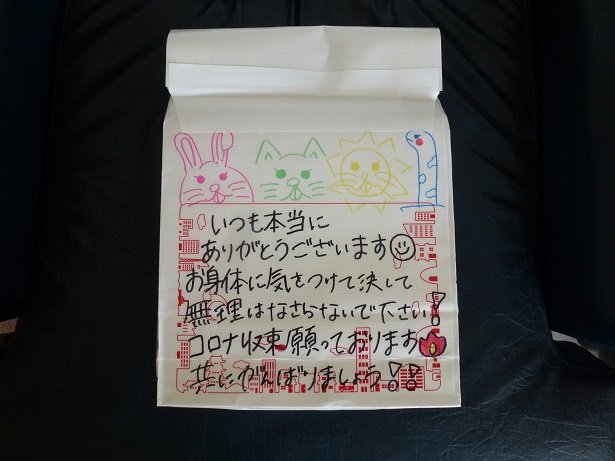 いつも本当に
ありがとうございます
お身体に気をつけて決して
無理はなさらないで下さい!
コロナ収束願っております
共にがんばりましょう!!